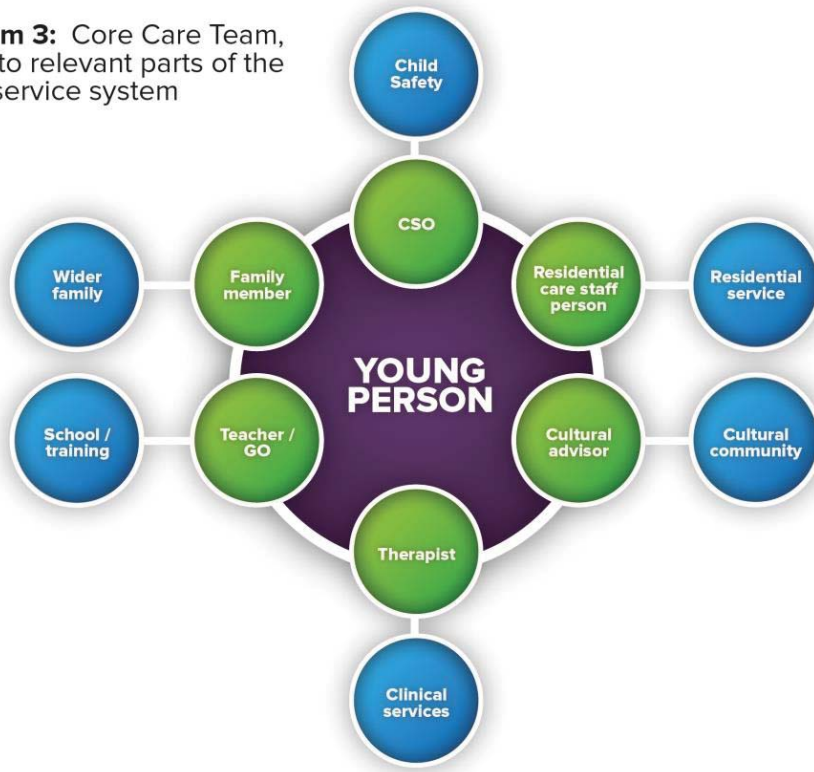 m 3: Core Care Team,
to relevant parts of the
service system
Child
Safety
CSO
Wider
family
Family
member
Residential
care staff
person
Residential
service
YOUNG
PERSON
School /
training
Teacher /
GO
Cultural
advisor
Cultural
community
Therapist
Clinical
services